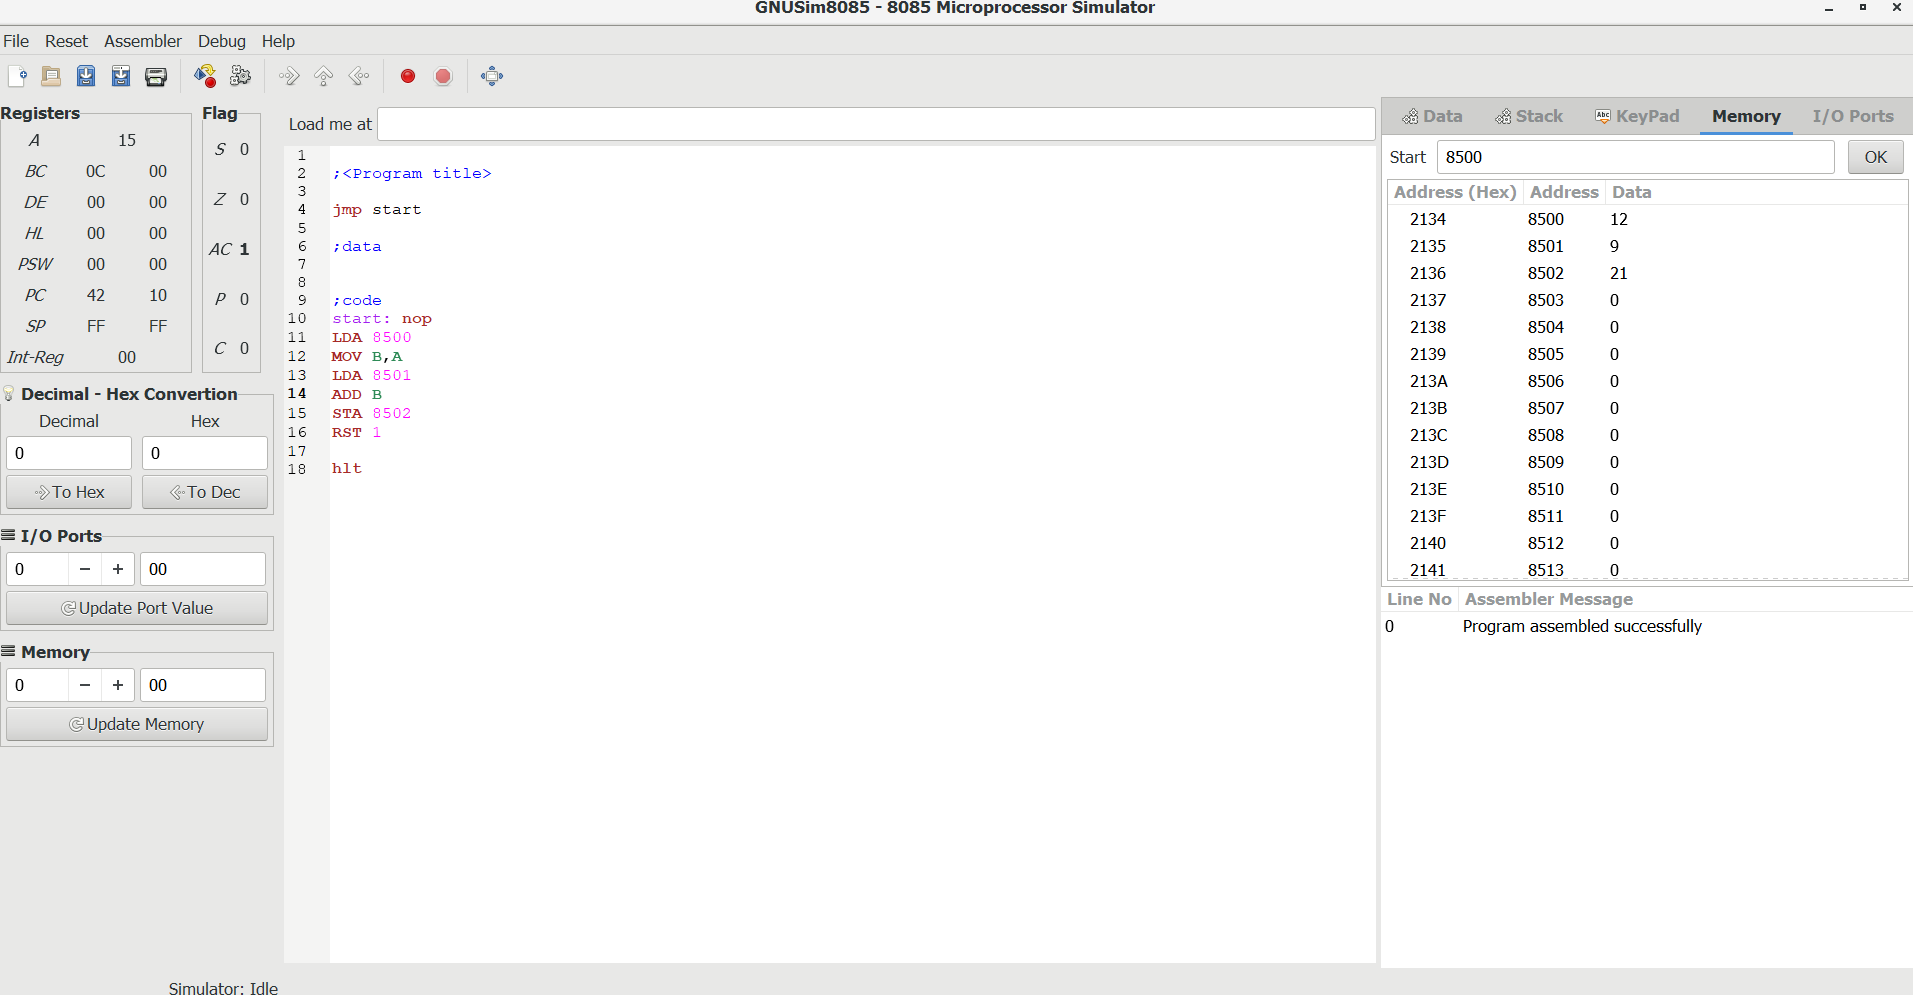 GNUSim8085 - 8085 Microprocessor Simulator
File Reset Assembler Debug Help
Registers
A 15
BC 0C 00
DE 00 00
HL 00 00
PSW 00 00
PC 42 10
SP FF FF
Int-Reg 00
Flag
S 0
Z 0
AC 1
P 0
C 0
Decimal - Hex Convertion
Decimal Hex
0 0
To Hex To Dec
I/O Ports
0 − + 00
Update Port Value
Memory
0 − + 00
Update Memory
Load me at
1
2 ;<Program title>
3
4 jmp start
5
6 ;data
7
8
9 ;code
10 start: nop
11 LDA 8500
12 MOV B,A
13 LDA 8501
14 ADD B
15 STA 8502
16 RST 1
17
18 hlt
Data Stack Abc KeyPad Memory I/O Ports
Start 8500 OK
Address (Hex) Address Data
2134 8500 12
2135 8501 9
2136 8502 21
2137 8503 0
2138 8504 0
2139 8505 0
213A 8506 0
213B 8507 0
213C 8508 0
213D 8509 0
213E 8510 0
213F 8511 0
2140 8512 0
2141 8513 0
Line No Assembler Message
0 Program assembled successfully
Simulator: Idle